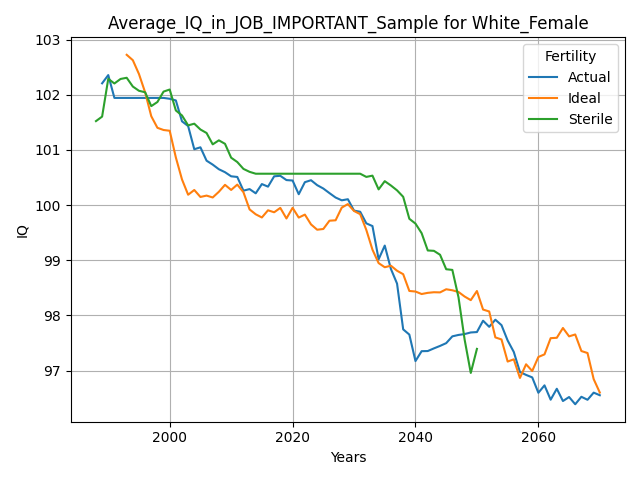 Average_IQ_in_JOB_IMPORTANT_Sample for White_Female
103
102
101
100
99
98
97
IQ
2000
2020
2040
2060
Years
Fertility
Actual
Ideal
Sterile